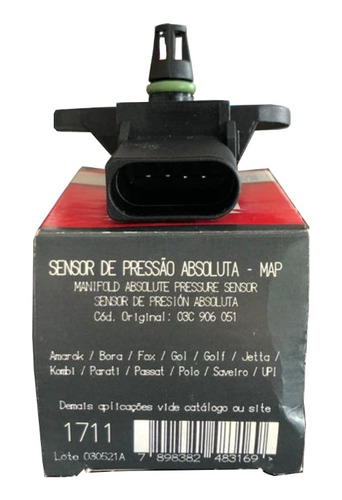 SENSOR DE PRESSÃO ABSOLUTA - MAP
MANIFOLD ABSOLUTE PRESSURE SENSOR
SENSOR DE PRESIÓN ABSOLUTA
Cód. Original: 03C 906 051
Amarok / Bora / Fox / Gol / Golf / Jetta /
Kombi / Parati / Passat / Polo / Saveiro / UP!
Demais aplicações vide catálogo ou site
1711
Lote 030521A
7 898382 483169 >